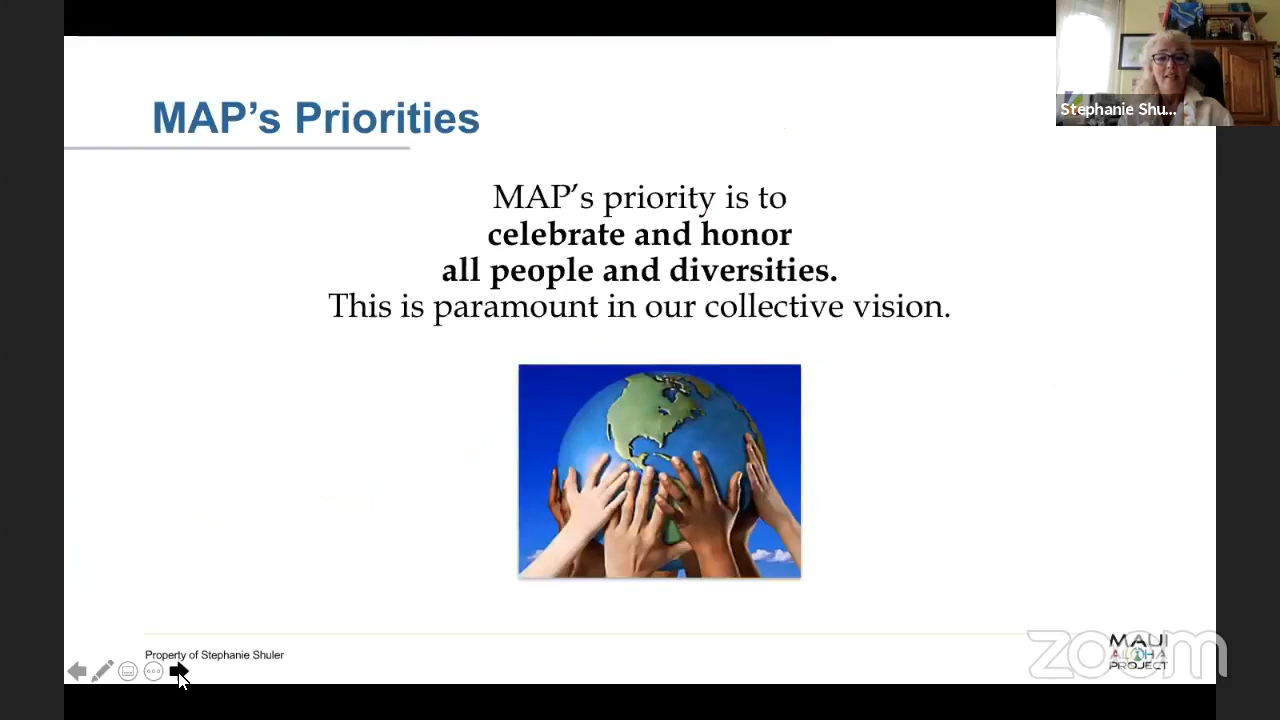 Stephanie Shu...
MAP's Priorities
MAP's priority is to
celebrate and honor
all people and diversities.
This is paramount in our collective vision.
Property of Stephanie Shuler
zoom
MAUI
ALOHA
PROJECT